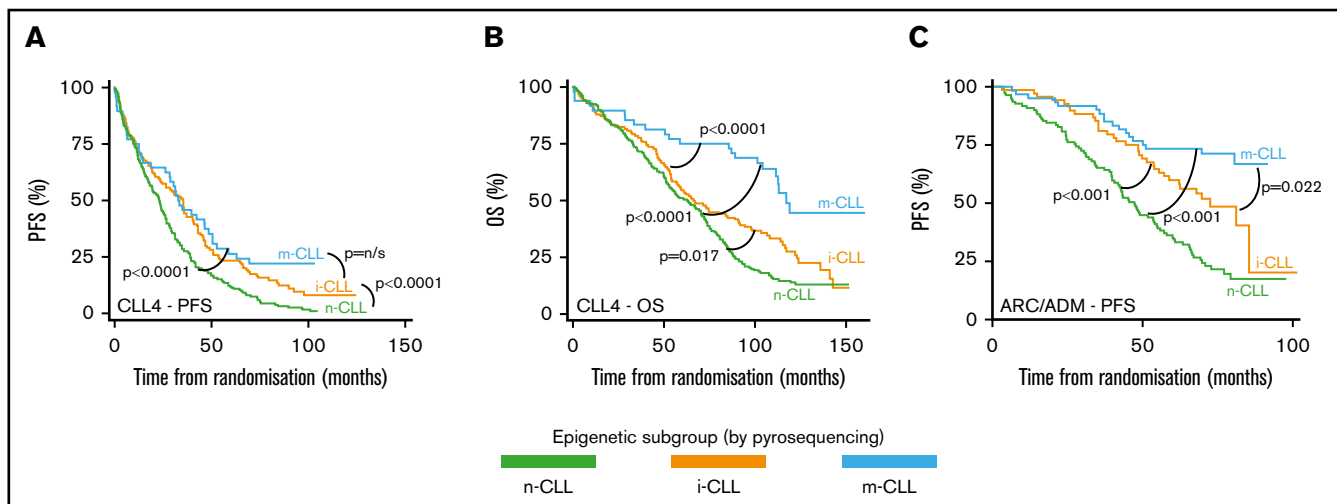 A
PFS (%)
100
75
50
25
0
p<0.0001
m-CLL
p=n/s
i-CLL
p<0.0001
n-CLL
CLL4 - PFS
0 50 100 150
Time from randomisation (months)
B
OS (%)
100
75
50
25
0
p<0.0001
m-CLL
p<0.0001
p=0.017
i-CLL
n-CLL
CLL4 - OS
0 50 100 150
Time from randomisation (months)
C
PFS (%)
100
75
50
25
0
m-CLL
p<0.001
p<0.001
p=0.022
i-CLL
n-CLL
ARC/ADM - PFS
0 50 100
Time from randomisation (months)
Epigenetic subgroup (by pyrosequencing)
n-CLL i-CLL m-CLL